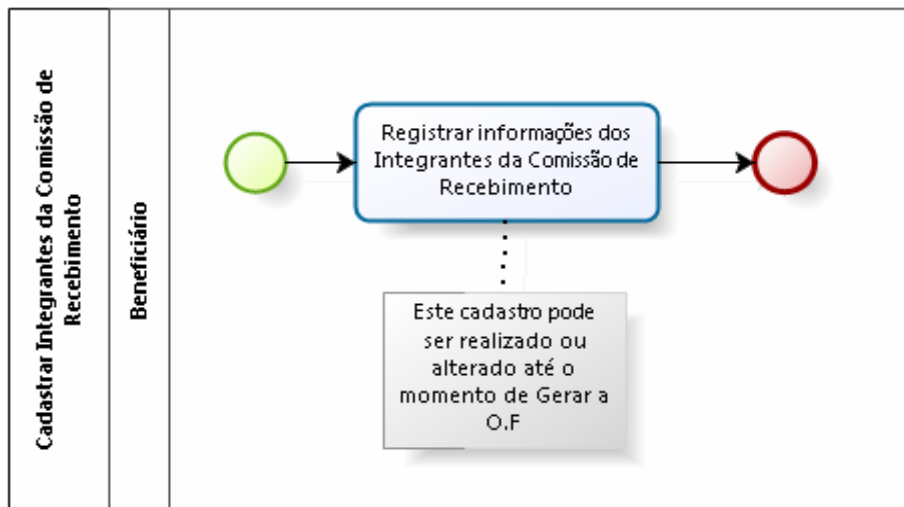 Cadastrar Integrantes da Comissão de
Recebimento
Beneficiário
Registrar informações dos
Integrantes da Comissão de
Recebimento
Este cadastro pode
ser realizado ou
alterado até o
momento de Gerar a
O.F